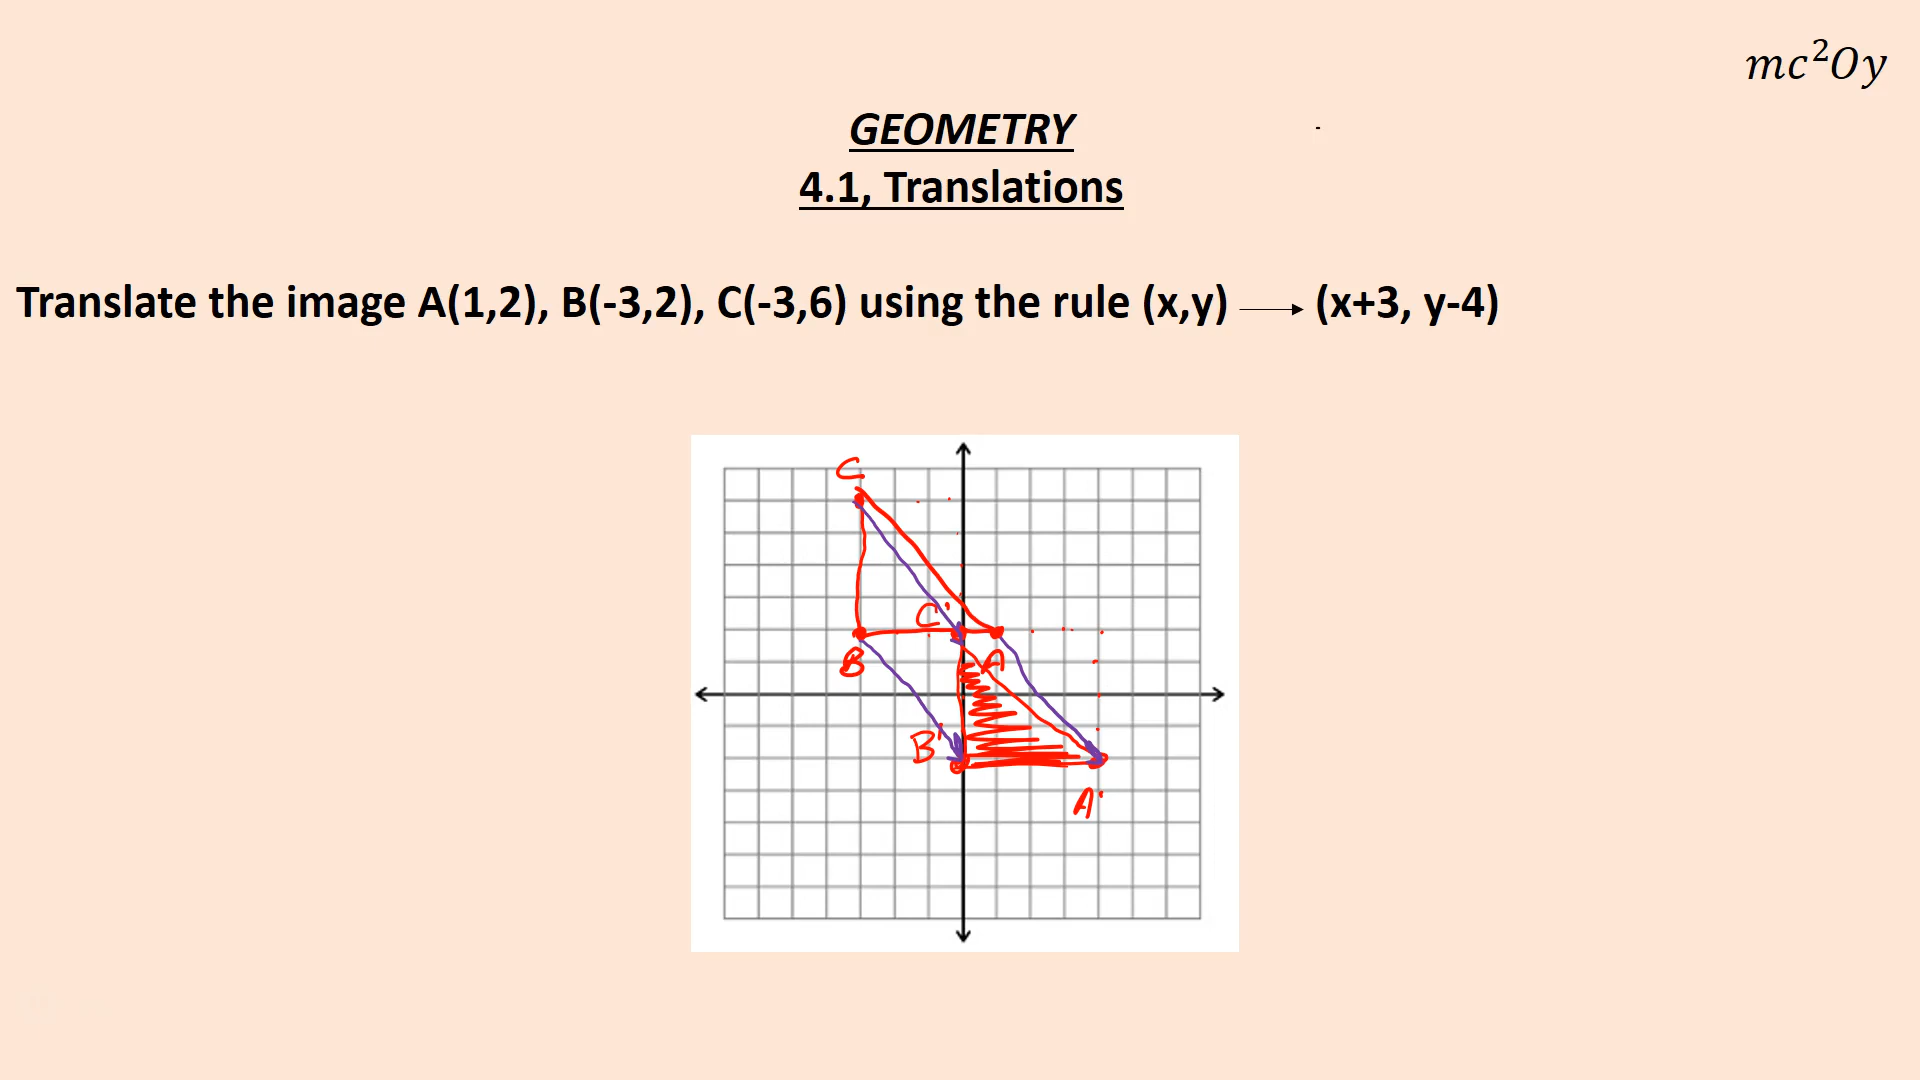 mc²Oy
GEOMETRY
4.1, Translations
Translate the image A(1,2), B(-3,2), C(-3,6) using the rule (x,y) ⟶ (x+3, y-4)
C
C'
B
A
B'
A'